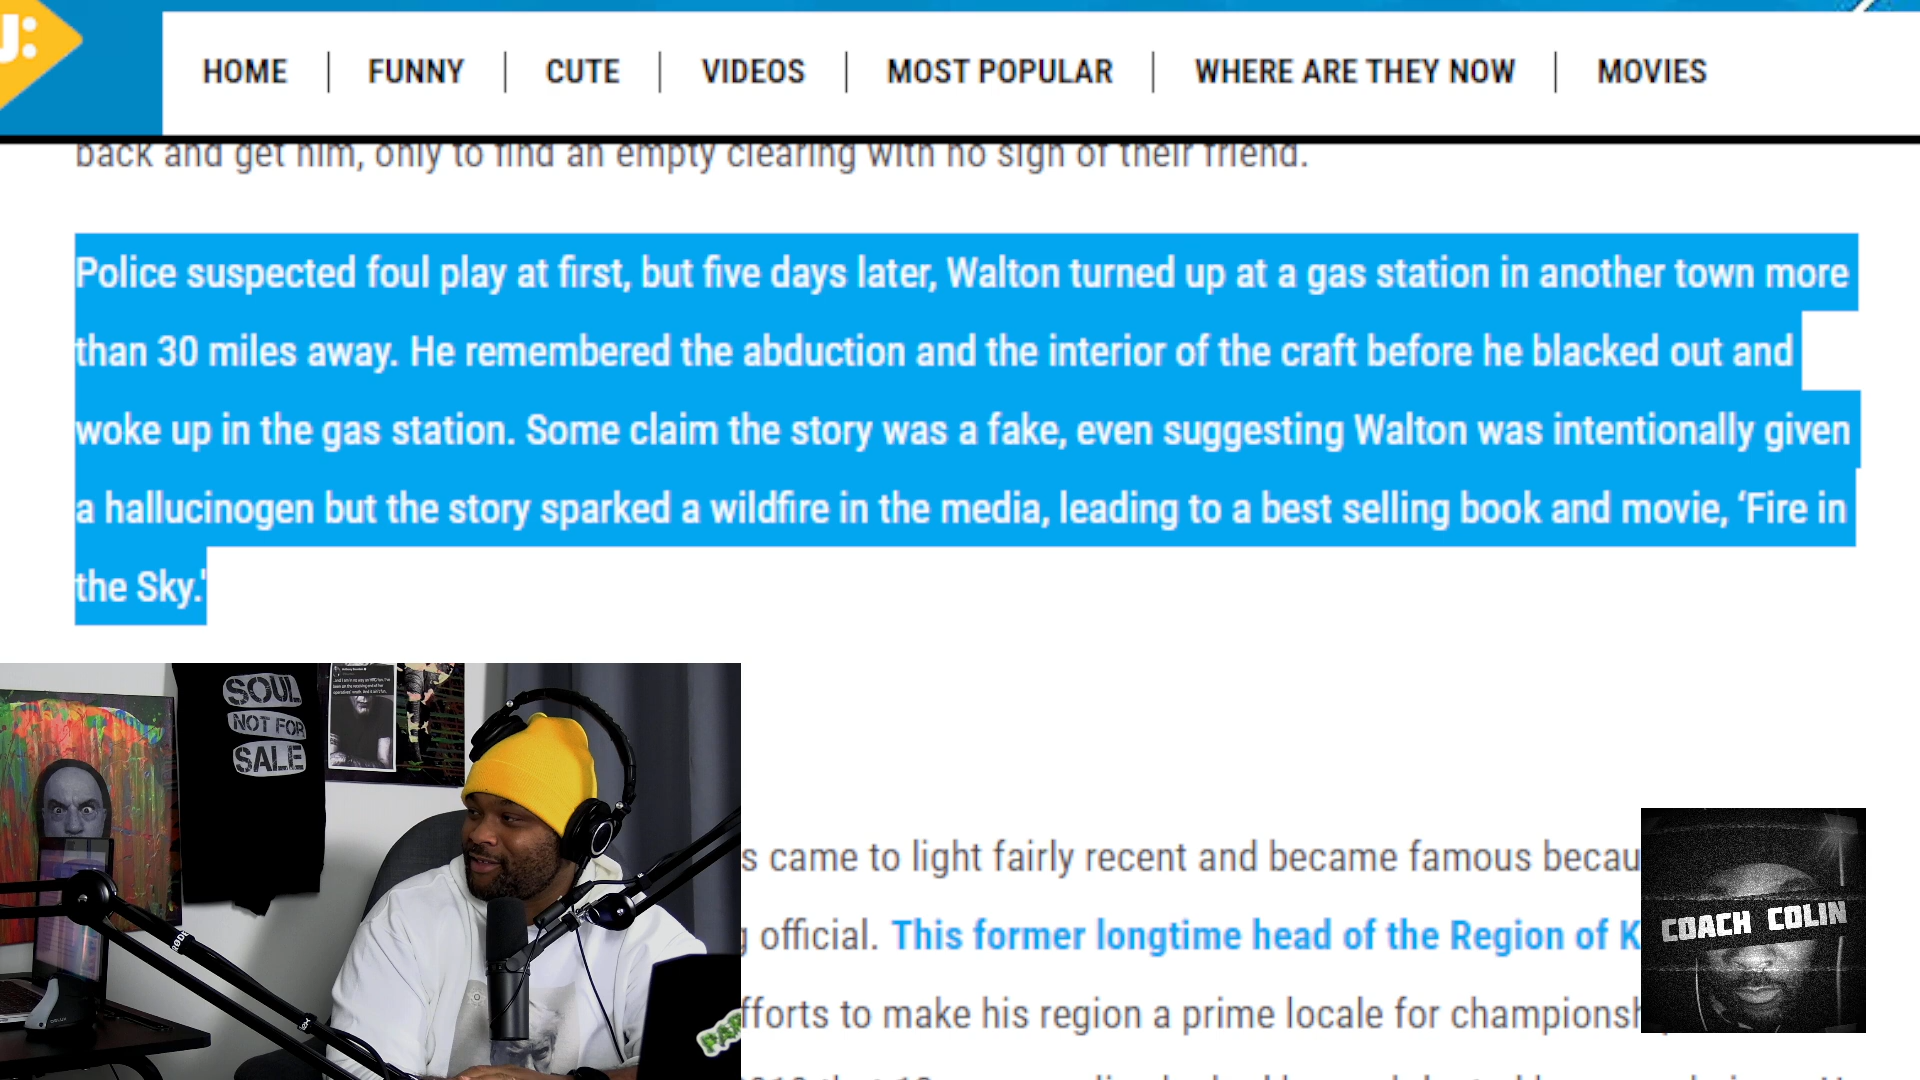 U:
HOME
FUNNY
CUTE
VIDEOS
MOST POPULAR
WHERE ARE THEY NOW
MOVIES
back and get him, only to find an empty clearing with no sign of their friend.
Police suspected foul play at first, but five days later, Walton turned up at a gas station in another town more
than 30 miles away. He remembered the abduction and the interior of the craft before he blacked out and
woke up in the gas station. Some claim the story was a fake, even suggesting Walton was intentionally given
a hallucinogen but the story sparked a wildfire in the media, leading to a best selling book and movie, ‘Fire in
the Sky.'
SOUL
NOT FOR
SALE
s came to light fairly recent and became famous becau
official. This former longtime head of the Region of K
fforts to make his region a prime locale for champions
COACH COLIN
RØDE
PAR